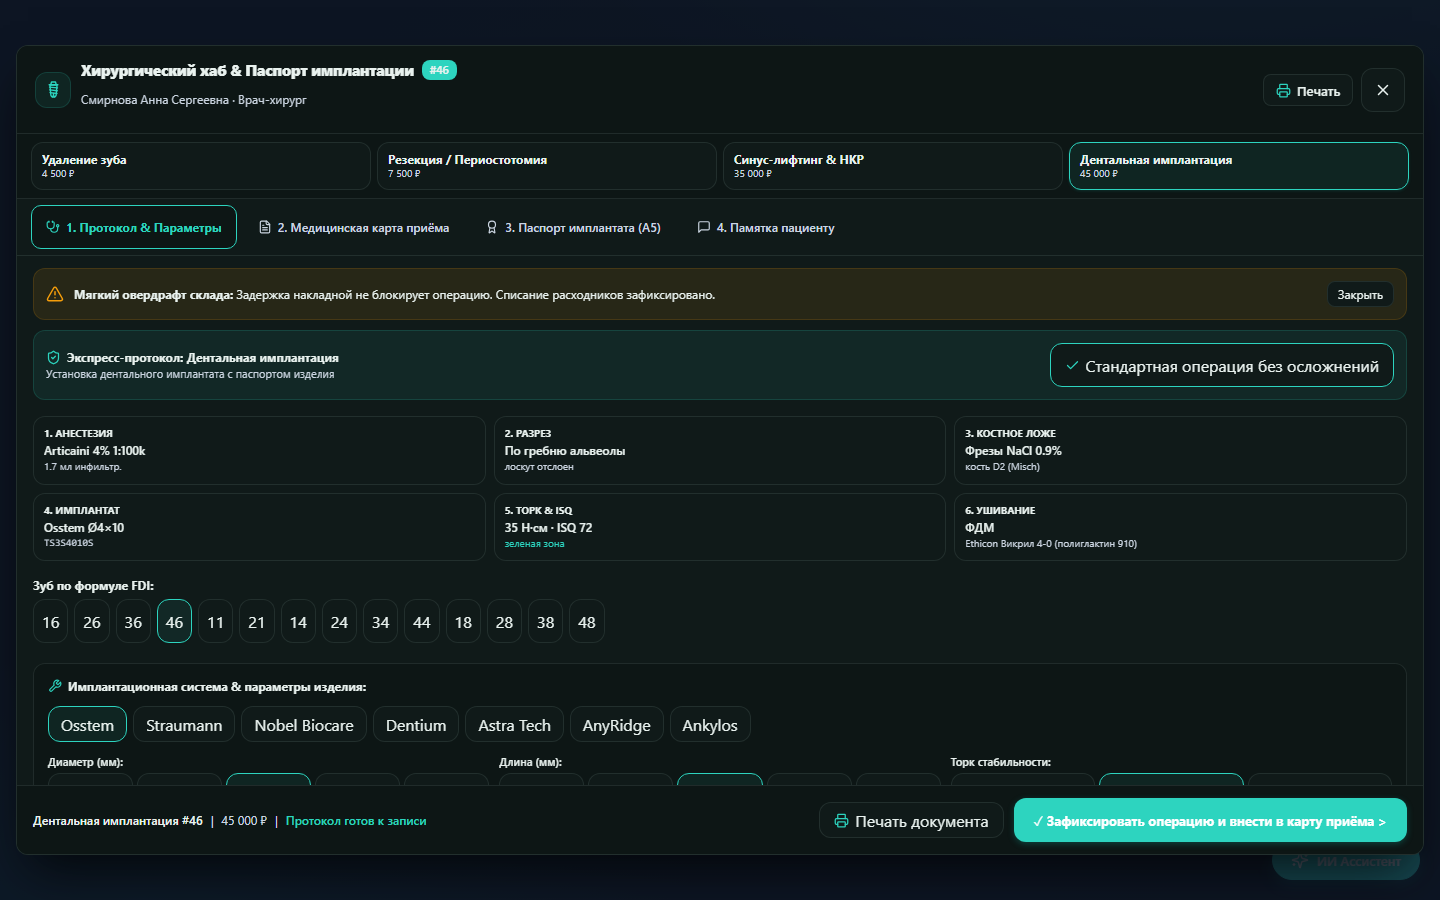 Хирургический хаб & Паспорт имплантации #46
Смирнова Анна Сергеевна · Врач-хирург
Печать
Удаление зуба
4 500 ₽
Резекция / Периостотомия
7 500 ₽
Синус-лифтинг & НКР
35 000 ₽
Дентальная имплантация
45 000 ₽
1. Протокол & Параметры
2. Медицинская карта приёма
3. Паспорт имплантата (А5)
4. Памятка пациенту
Мягкий овердрафт склада: Задержка накладной не блокирует операцию. Списание расходников зафиксировано.
Закрыть
Экспресс-протокол: Дентальная имплантация
Установка дентального имплантата с паспортом изделия
Стандартная операция без осложнений
1. АНЕСТЕЗИЯ
Articaini 4% 1:100k
1.7 мл инфильтр.
2. РАЗРЕЗ
По гребню альвеолы
лоскут отслоен
3. КОСТНОЕ ЛОЖЕ
Фрезы NaCl 0.9%
кость D2 (Misch)
4. ИМПЛАНТАТ
Osstem Ø4×10
TS3S4010S
5. ТОРК & ISQ
35 Н·см · ISQ 72
зеленая зона
6. УШИВАНИЕ
ФДМ
Ethicon Викрил 4-0 (полиглактин 910)
Зуб по формуле FDI:
16 26 36 46 11 21 14 24 34 44 18 28 38 48
Имплантационная система & параметры изделия:
Osstem Straumann Nobel Biocare Dentium Astra Tech AnyRidge Ankylos
Диаметр (мм):
Длина (мм):
Торк стабильности:
Дентальная имплантация #46 | 45 000 ₽ | Протокол готов к записи
Печать документа
✓ Зафиксировать операцию и внести в карту приёма >
ИИ Ассистент